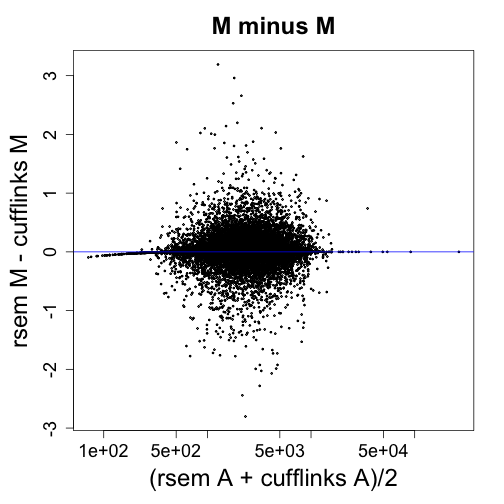 M minus M
rsem M - cufflinks M
3
2
1
0
-1
-2
-3
1e+02 5e+02 5e+03 5e+04
(rsem A + cufflinks A)/2